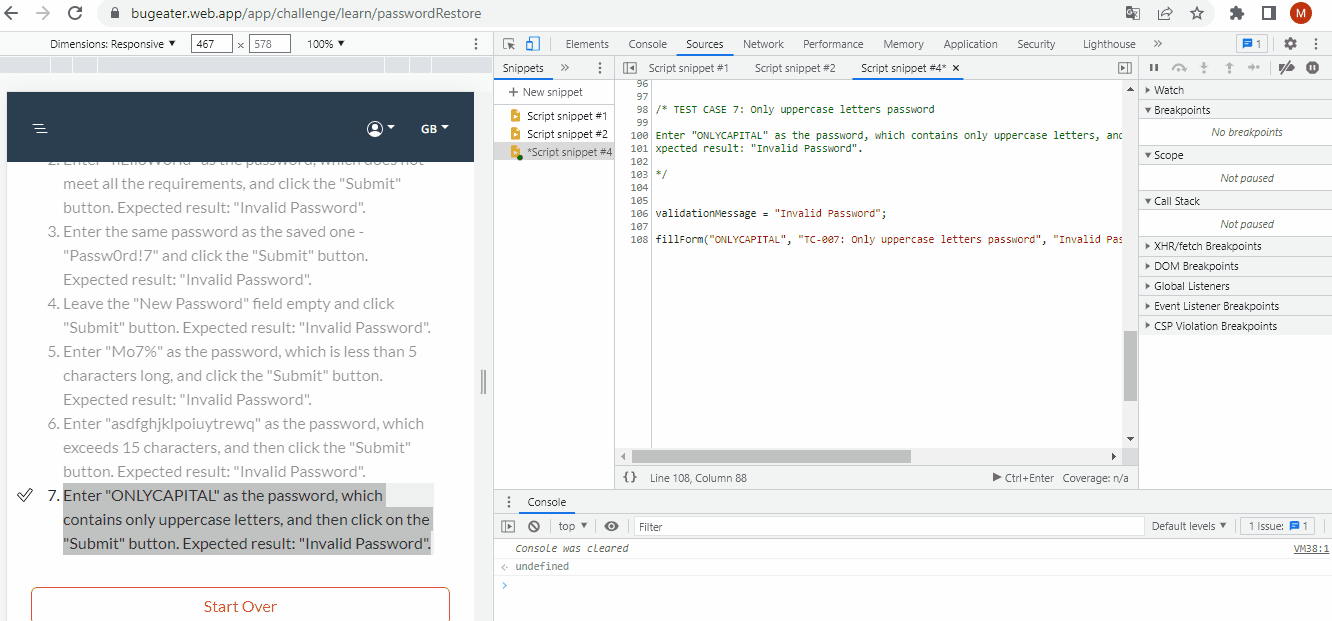 bugeater.web.app/app/challenge/learn/passwordRestore
M
Dimensions: Responsive ▼ 467 × 578 100% ▼
Elements Console Sources Network Performance Memory Application Security Lighthouse » 1
Snippets »
Script snippet #1 Script snippet #2 Script snippet #4* ×
+ New snippet
Script snippet #1
Script snippet #2
*Script snippet #4
GB
meet all the requirements, and click the "Submit"
button. Expected result: "Invalid Password".
3. Enter the same password as the saved one -
"Passw0rd!7" and click the "Submit" button.
Expected result: "Invalid Password".
4. Leave the "New Password" field empty and click
"Submit" button. Expected result: "Invalid Password".
5. Enter "Mo7%" as the password, which is less than 5
characters long, and click the "Submit" button.
Expected result: "Invalid Password".
6. Enter "asdfghjklpoiuytrewq" as the password, which
exceeds 15 characters, and then click the "Submit"
button. Expected result: "Invalid Password".
7. Enter "ONLYCAPITAL" as the password, which
contains only uppercase letters, and then click on the
"Submit" button. Expected result: "Invalid Password".
Start Over
96
97
98 /* TEST CASE 7: Only uppercase letters password
99
100 Enter "ONLYCAPITAL" as the password, which contains only uppercase letters, and
101 xpected result: "Invalid Password".
102
103 */
104
105
106 validationMessage = "Invalid Password";
107
108 fillForm("ONLYCAPITAL", "TC-007: Only uppercase letters password", "Invalid Pas
{} Line 108, Column 88 Ctrl+Enter Coverage: n/a
Watch
Breakpoints
No breakpoints
Scope
Not paused
Call Stack
Not paused
XHR/fetch Breakpoints
DOM Breakpoints
Global Listeners
Event Listener Breakpoints
CSP Violation Breakpoints
Console
top ▼ Filter Default levels ▼ 1 Issue: 1
Console was cleared VM38:1
undefined